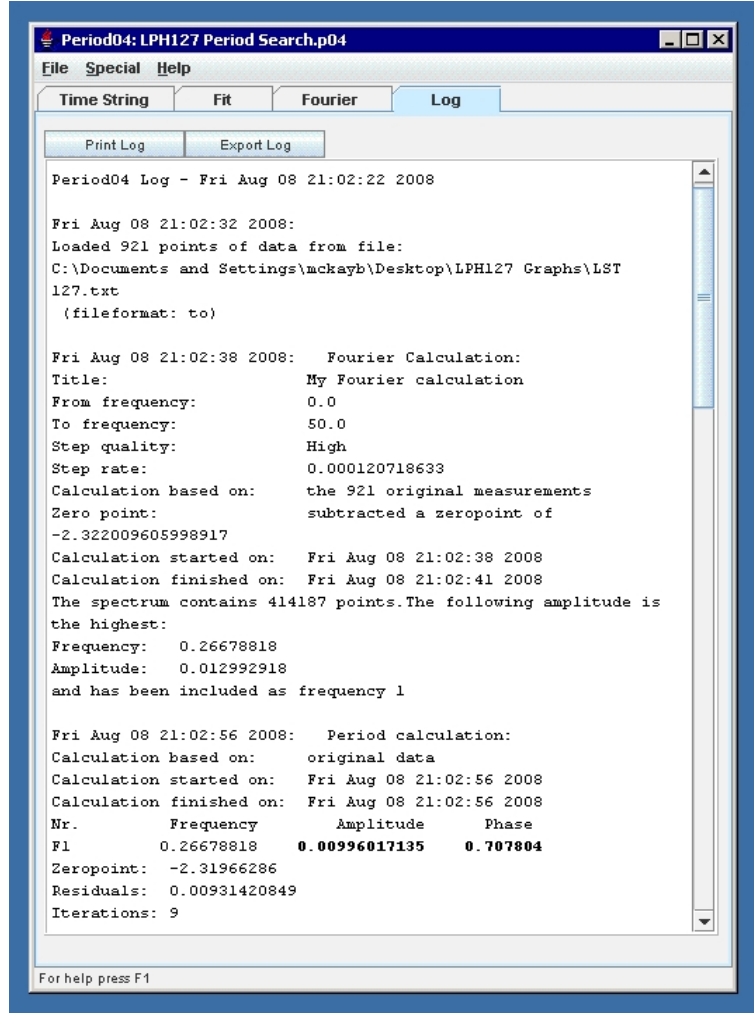 Period04: LPH127 Period Search.p04
File Special Help
Time String Fit Fourier Log
Print Log Export Log
Period04 Log - Fri Aug 08 21:02:22 2008
Fri Aug 08 21:02:32 2008:
Loaded 921 points of data from file:
C:\Documents and Settings\mckayb\Desktop\LPH127 Graphs\LST
127.txt
(fileformat: to)
Fri Aug 08 21:02:38 2008: Fourier Calculation:
Title: My Fourier calculation
From frequency: 0.0
To frequency: 50.0
Step quality: High
Step rate: 0.000120718633
Calculation based on: the 921 original measurements
Zero point: subtracted a zeropoint of
-2.322009605998917
Calculation started on: Fri Aug 08 21:02:38 2008
Calculation finished on: Fri Aug 08 21:02:41 2008
The spectrum contains 414187 points.The following amplitude is
the highest:
Frequency: 0.26678818
Amplitude: 0.012992918
and has been included as frequency 1
Fri Aug 08 21:02:56 2008: Period calculation:
Calculation based on: original data
Calculation started on: Fri Aug 08 21:02:56 2008
Calculation finished on: Fri Aug 08 21:02:56 2008
Nr. Frequency Amplitude Phase
F1 0.26678818 0.00996017135 0.707804
Zeropoint: -2.31966286
Residuals: 0.00931420849
Iterations: 9
For help press F1